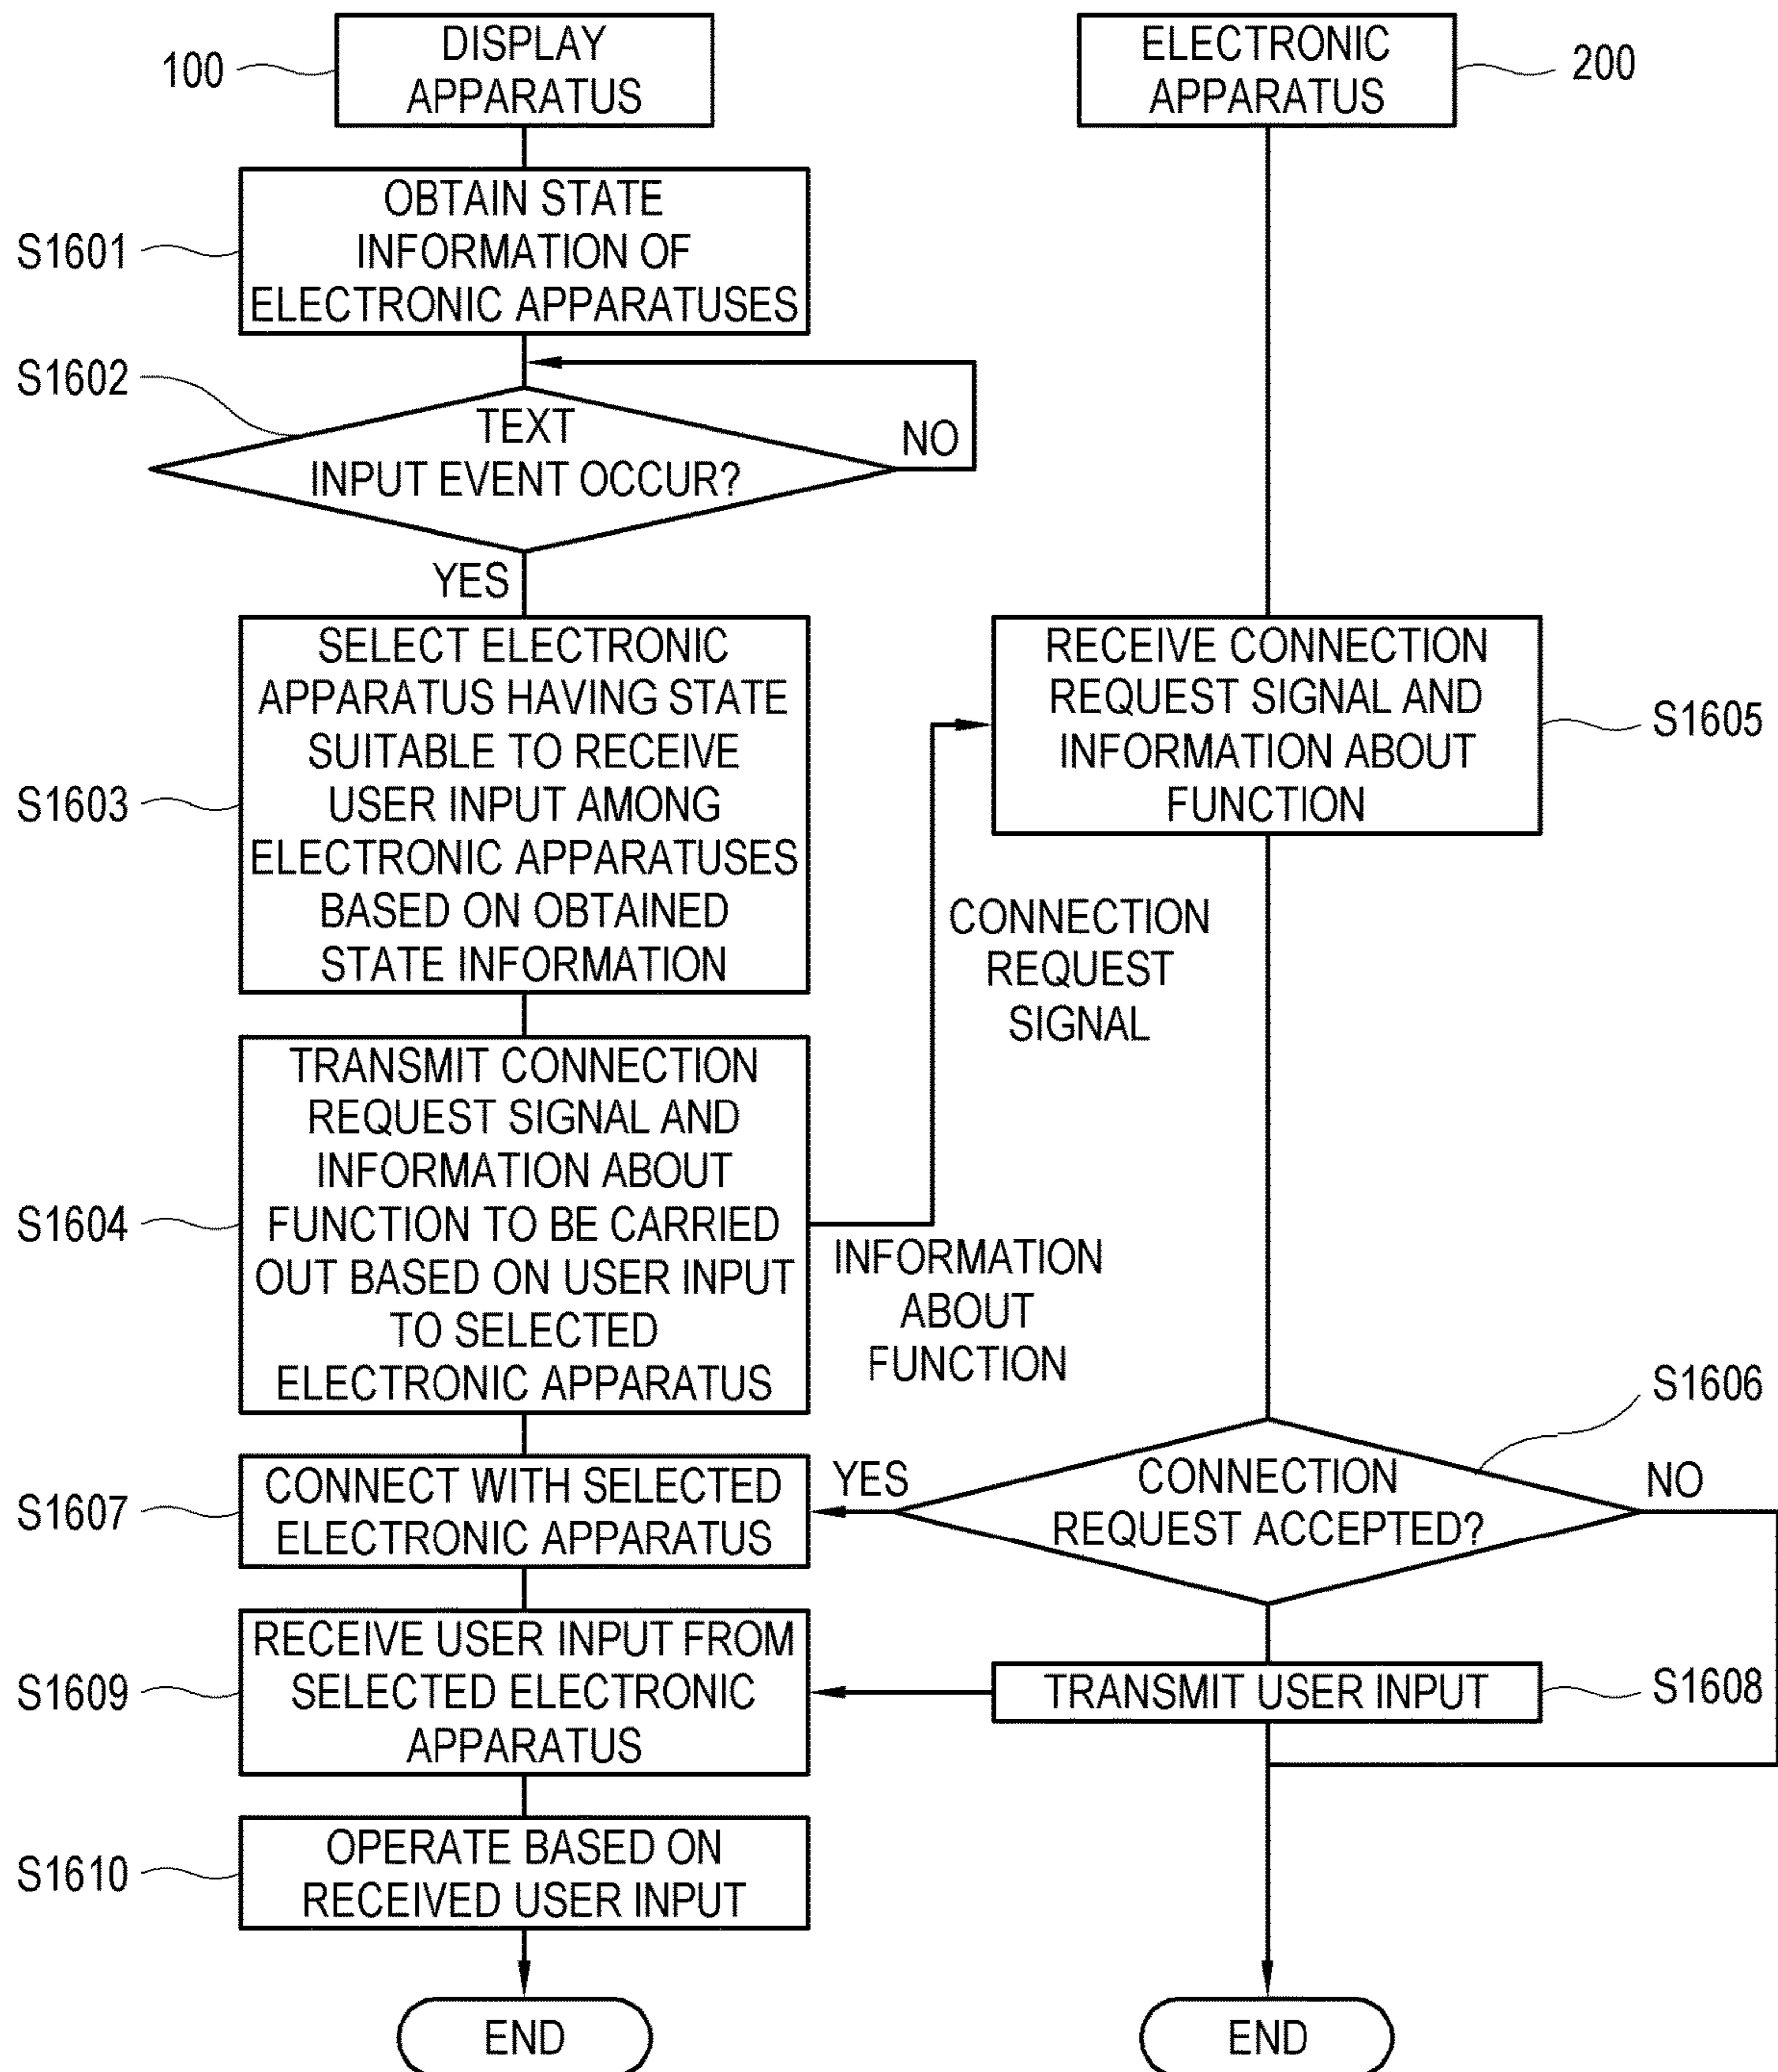 DISPLAY
APPARATUS
100
ELECTRONIC
APPARATUS
200
OBTAIN STATE
INFORMATION OF
ELECTRONIC APPARATUSES
S1601
S1602
TEXT
INPUT EVENT OCCUR?
NO
YES
SELECT ELECTRONIC
APPARATUS HAVING STATE
SUITABLE TO RECEIVE
USER INPUT AMONG
ELECTRONIC APPARATUSES
BASED ON OBTAINED
STATE INFORMATION
S1603
RECEIVE CONNECTION
REQUEST SIGNAL AND
INFORMATION ABOUT
FUNCTION
S1605
CONNECTION
REQUEST
SIGNAL
TRANSMIT CONNECTION
REQUEST SIGNAL AND
INFORMATION ABOUT
FUNCTION TO BE CARRIED
OUT BASED ON USER INPUT
TO SELECTED
ELECTRONIC APPARATUS
S1604
INFORMATION
ABOUT
FUNCTION
S1606
CONNECTION
REQUEST ACCEPTED?
YES
NO
CONNECT WITH SELECTED
ELECTRONIC APPARATUS
S1607
RECEIVE USER INPUT FROM
SELECTED ELECTRONIC
APPARATUS
S1609
TRANSMIT USER INPUT
S1608
OPERATE BASED ON
RECEIVED USER INPUT
S1610
END
END